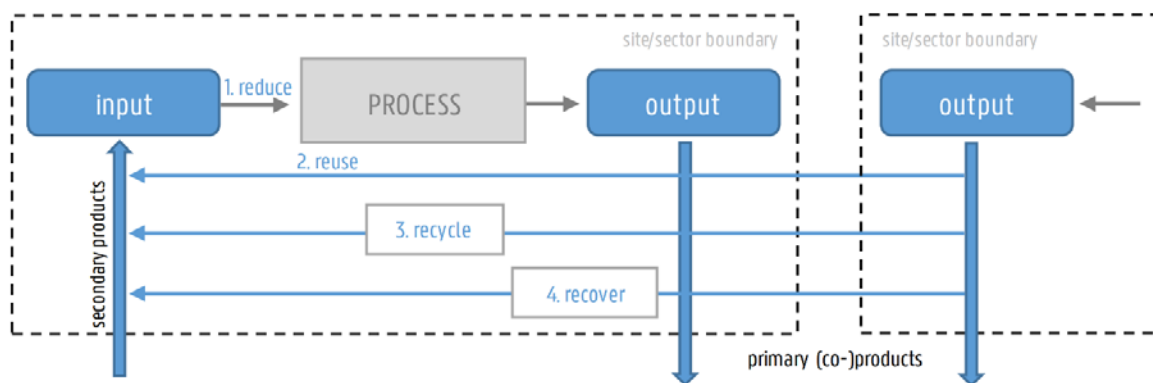 site/sector boundary
site/sector boundary
input
1. reduce
PROCESS
output
output
2. reuse
3. recycle
4. recover
secondary products
primary (co-)products